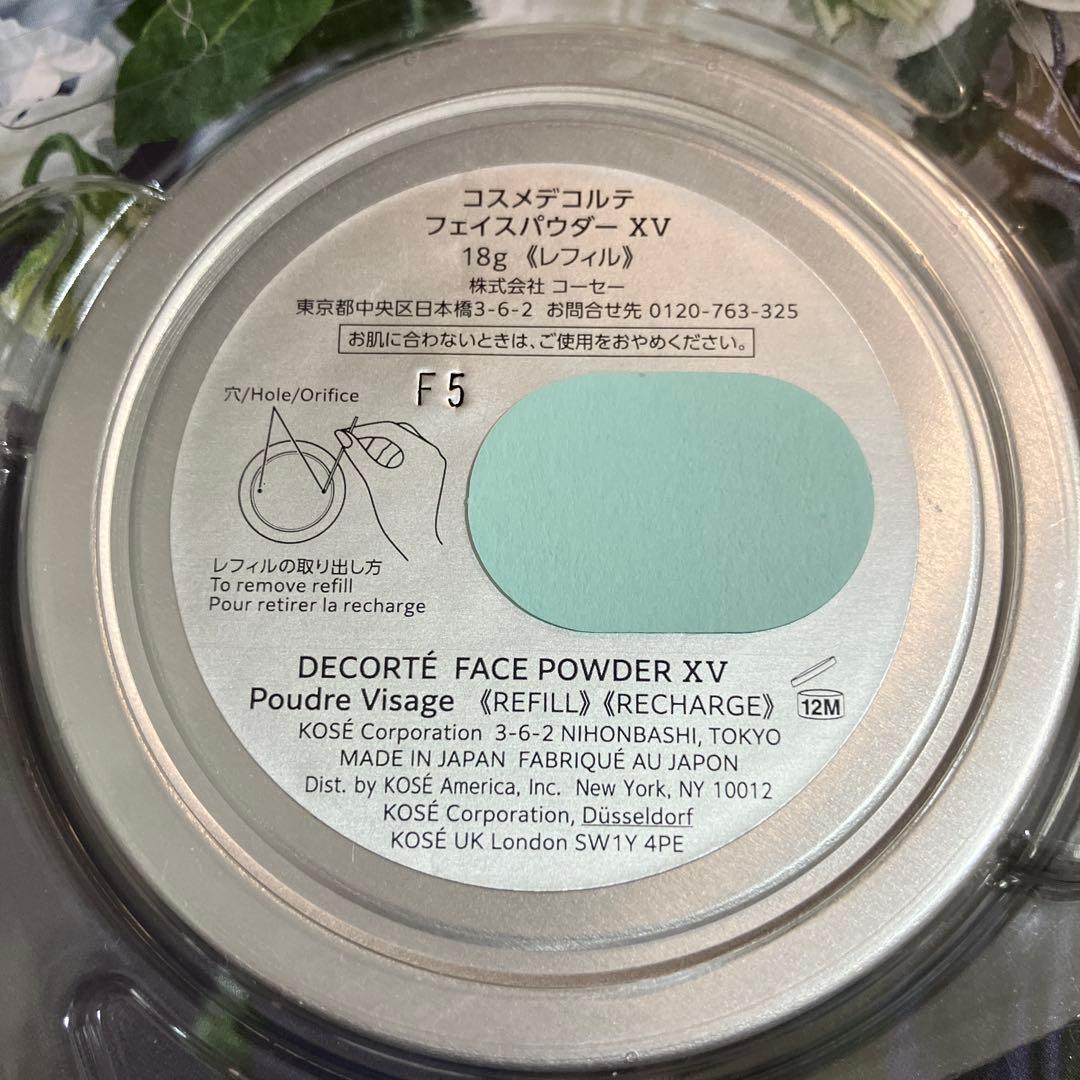 コスメデコルテ
フェイスパウダー XV
18g 《レフィル》
株式会社 コーセー
東京都中央区日本橋3-6-2 お問合せ先 0120-763-325
お肌に合わないときは、ご使用をおやめください。
F5
穴/Hole/Orifice
レフィルの取り出し方
To remove refill
Pour retirer la recharge
DECORTÉ FACE POWDER XV
Poudre Visage 《REFILL》《RECHARGE》
12M
KOSÉ Corporation 3-6-2 NIHONBASHI, TOKYO
MADE IN JAPAN FABRIQUÉ AU JAPON
Dist. by KOSÉ America, Inc. New York, NY 10012
KOSÉ Corporation, Düsseldorf
KOSÉ UK London SW1Y 4PE